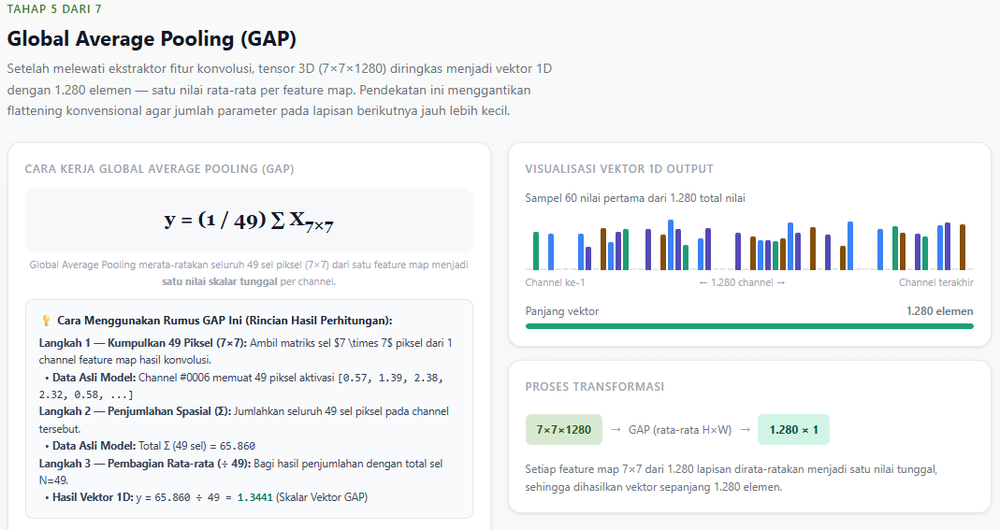 TAHAP 5 DARI 7
Global Average Pooling (GAP)
Setelah melewati ekstraktor fitur konvolusi, tensor 3D (7×7×1280) diringkas menjadi vektor 1D
dengan 1.280 elemen — satu nilai rata-rata per feature map. Pendekatan ini menggantikan
flattening konvensional agar jumlah parameter pada lapisan berikutnya jauh lebih kecil.
CARA KERJA GLOBAL AVERAGE POOLING (GAP)
y = (1 / 49) ∑ X7×7
Global Average Pooling merata-ratakan seluruh 49 sel piksel (7×7) dari satu feature map menjadi
satu nilai skalar tunggal per channel.
💡 Cara Menggunakan Rumus GAP Ini (Rincian Hasil Perhitungan):
Langkah 1 — Kumpulkan 49 Piksel (7×7): Ambil matriks sel $7 \times 7$ piksel dari 1
channel feature map hasil konvolusi.
• Data Asli Model: Channel #0006 memuat 49 piksel aktivasi [0.57, 1.39, 2.38,
2.32, 0.58, ...]
Langkah 2 — Penjumlahan Spasial (Σ): Jumlahkan seluruh 49 sel piksel pada channel
tersebut.
• Data Asli Model: Total Σ (49 sel) = 65.860
Langkah 3 — Pembagian Rata-rata (÷ 49): Bagi hasil penjumlahan dengan total sel
N=49.
• Hasil Vektor 1D: y = 65.860 ÷ 49 = 1.3441 (Skalar Vektor GAP)
VISUALISASI VEKTOR 1D OUTPUT
Sampel 60 nilai pertama dari 1.280 total nilai
Channel ke-1 ← 1.280 channel → Channel terakhir
Panjang vektor 1.280 elemen
PROSES TRANSFORMASI
7×7×1280 → GAP (rata-rata H×W) → 1.280 × 1
Setiap feature map 7×7 dari 1.280 lapisan dirata-ratakan menjadi satu nilai tunggal,
sehingga dihasilkan vektor sepanjang 1.280 elemen.